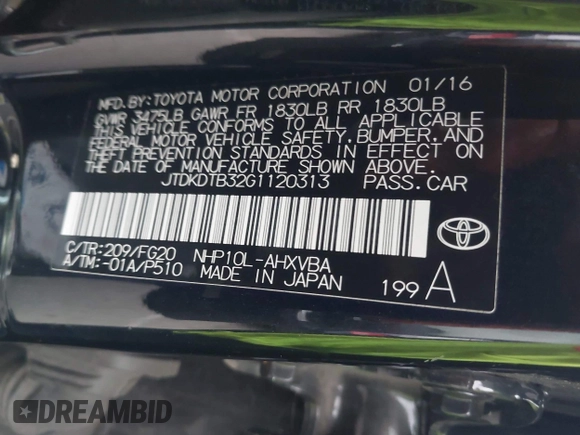 MFD.BY:TOYOTA MOTOR CORPORATION 01/16
GVWR 3475LB GAWR FR 1830LB RR 1830LB
THIS VEHICLE CONFORMS TO ALL APPLICABLE
FEDERAL MOTOR VEHICLE SAFETY, BUMPER, AND
THEFT PREVENTION STANDARDS IN EFFECT ON
THE DATE OF MANUFACTURE SHOWN ABOVE.
JTDKDTB32G1120313 PASS.CAR
C/TR:209/FG20 NHP10L-AHXVBA
A/TM:-01A/P510 MADE IN JAPAN 199A
DREAMBID